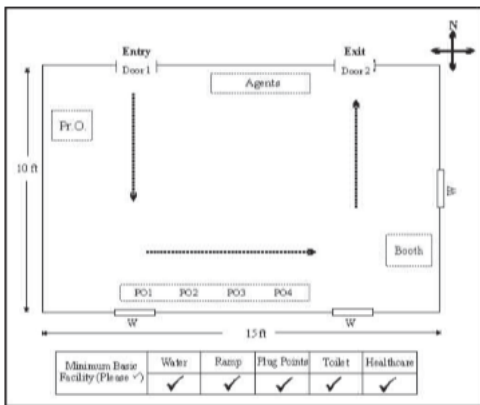 N
Entry
Exit
Door 1
Door 2
Agents
Pr.O.
10 ft
W
Booth
PO1 PO2 PO3 PO4
W
W
15 ft
Minimum Basic Facility (Please ✓)
Water
Ramp
Plug Points
Toilet
Healthcare
✓ ✓ ✓ ✓ ✓